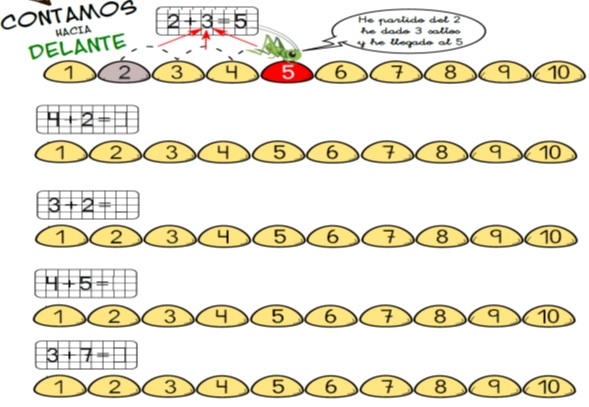 CONTAMOS
HACIA
DELANTE
2+3=5
He partido del 2
he dado 3 saltos
y he llegado al 5
1 2 3 4 5 6 7 8 9 10
4+2=
1 2 3 4 5 6 7 8 9 10
3+2=
1 2 3 4 5 6 7 8 9 10
4+5=
1 2 3 4 5 6 7 8 9 10
3+7=
1 2 3 4 5 6 7 8 9 10